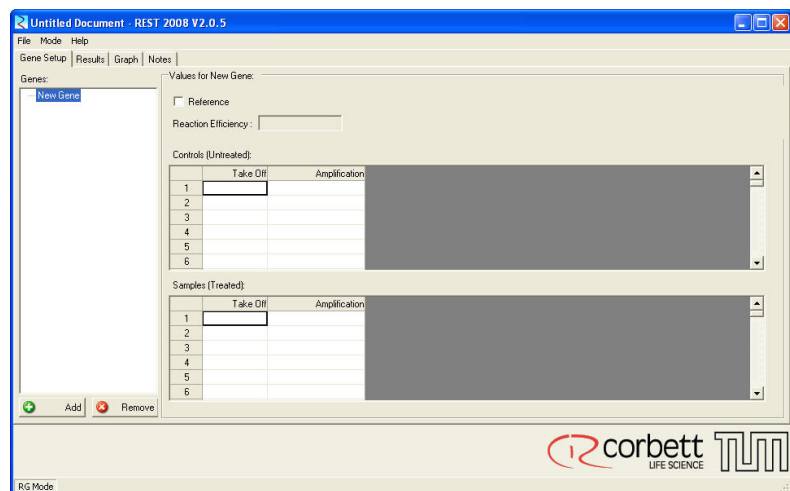 Untitled Document - REST 2008 V2.0.5
File Mode Help
Gene Setup Results Graph Notes
Genes:
New Gene
Values for New Gene:
Reference
Reaction Efficiency :
Controls (Untreated):
Take Off Amplification
1
2
3
4
5
6
Samples (Treated):
Take Off Amplification
1
2
3
4
5
6
Add Remove
corbett
LIFE SCIENCE
TUM
RG Mode